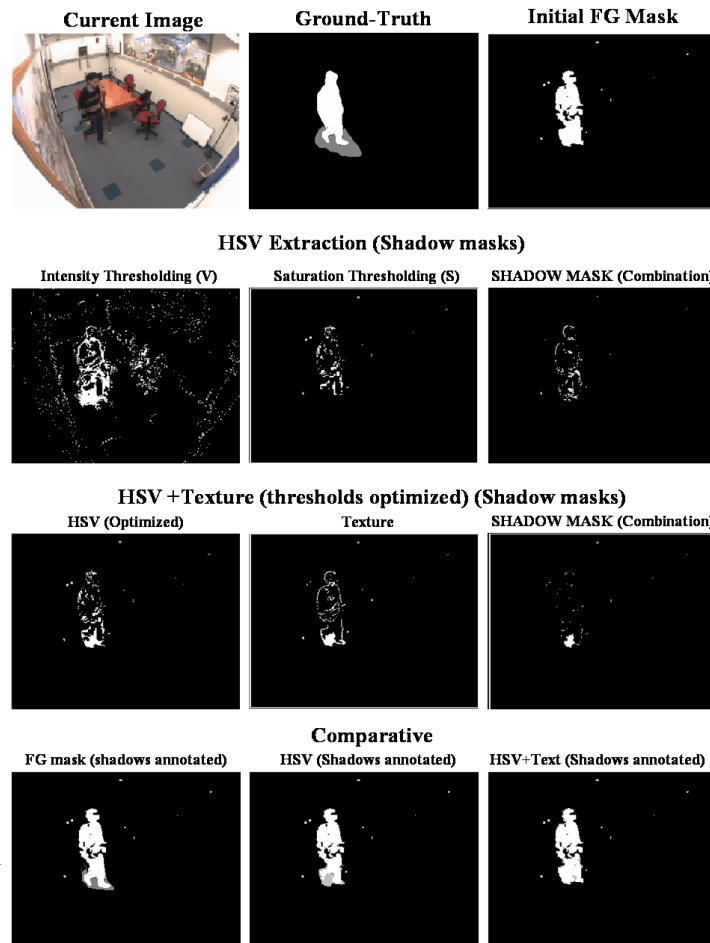 Current Image
Ground-Truth
Initial FG Mask
HSV Extraction (Shadow masks)
Intensity Thresholding (V)
Saturation Thresholding (S)
SHADOW MASK (Combination)
HSV +Texture (thresholds optimized) (Shadow masks)
HSV (Optimized)
Texture
SHADOW MASK (Combination)
Comparative
FG mask (shadows annotated)
HSV (Shadows annotated)
HSV+Text (Shadows annotated)